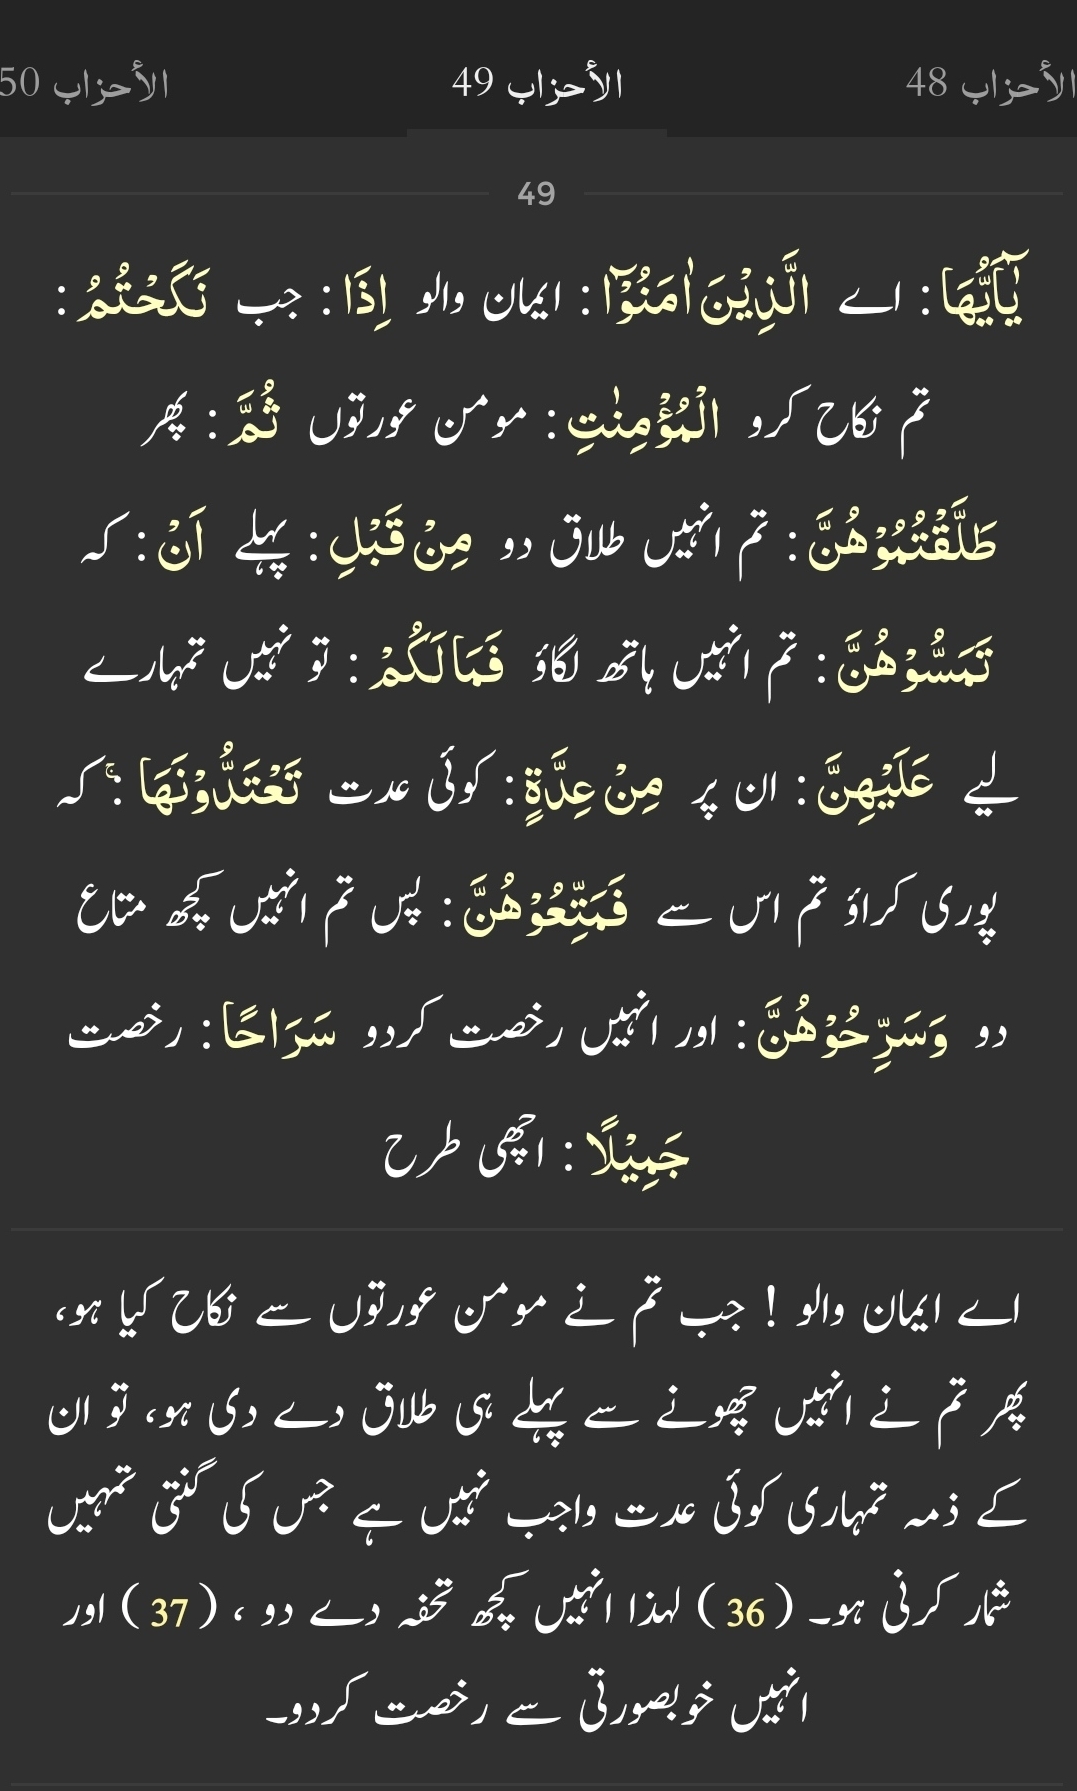 الأحزاب 48 الأحزاب 49 الأحزاب 50
49
يٰٓاَيُّهَا : اے الَّذِيْنَ اٰمَنُوْٓا : ایمان والو اِذَا : جب نَكَحْتُمُ :
تم نکاح کرو الْمُؤْمِنٰتِ : مومن عورتوں ثُمَّ : پھر
طَلَّقْتُمُوْهُنَّ : تم انہیں طلاق دو مِنْ قَبْلِ : پہلے اَنْ : کہ
تَمَسُّوْهُنَّ : تم انہیں ہاتھ لگاؤ فَمَا لَكُمْ : تو نہیں تمہارے
لیے عَلَيْهِنَّ : ان پر مِنْ عِدَّةٍ : کوئی عدت تَعْتَدُّوْنَهَا ۚ : کہ
پوری کراؤ تم اس سے فَمَتِّعُوْهُنَّ : پس تم انہیں کچھ متاع
دو وَسَرِّحُوْهُنَّ : اور انہیں رخصت کردو سَرَاحًا : رخصت
جَمِيْلًا : اچھی طرح
اے ایمان والو ! جب تم نے مومن عورتوں سے نکاح کیا ہو،
پھر تم نے انہیں چھونے سے پہلے ہی طلاق دے دی ہو، تو ان
کے ذمہ تمہاری کوئی عدت واجب نہیں ہے جس کی گنتی تمہیں
شمار کرنی ہو۔ (36) لہذا انہیں کچھ تحفہ دے دو ، (37) اور
انہیں خوبصورتی سے رخصت کردو۔